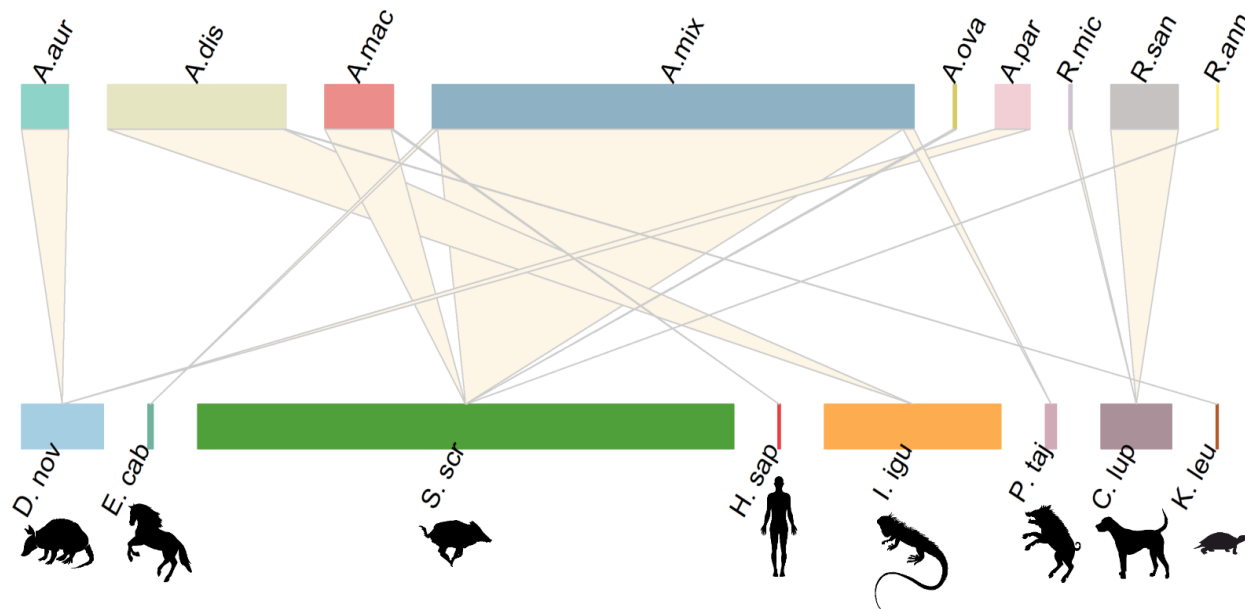 A.aur
A.dis
A.mac
A.mix
A.ova
A.par
R.mic
R.san
R.ann
D. nov
E. cab
S. scr
H. sap
I. igu
P. taj
C. lup
K. leu